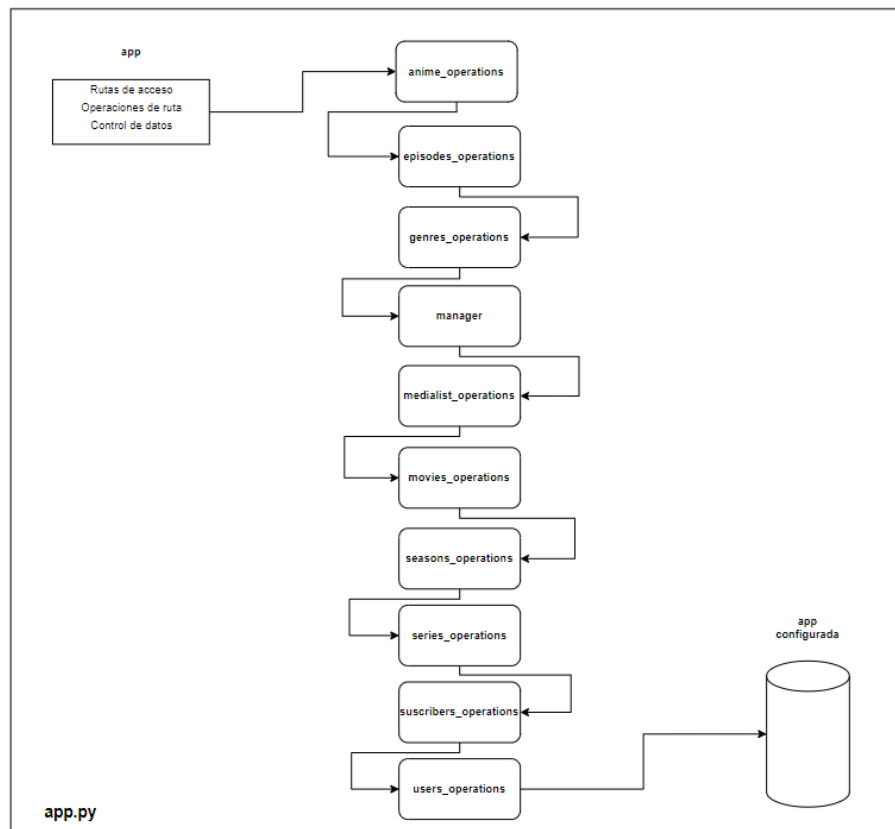 app
Rutas de acceso
Operaciones de ruta
Control de datos
anime_operations
episodes_operations
genres_operations
manager
medialist_operations
movies_operations
seasons_operations
series_operations
suscribers_operations
users_operations
app
configurada
app.py